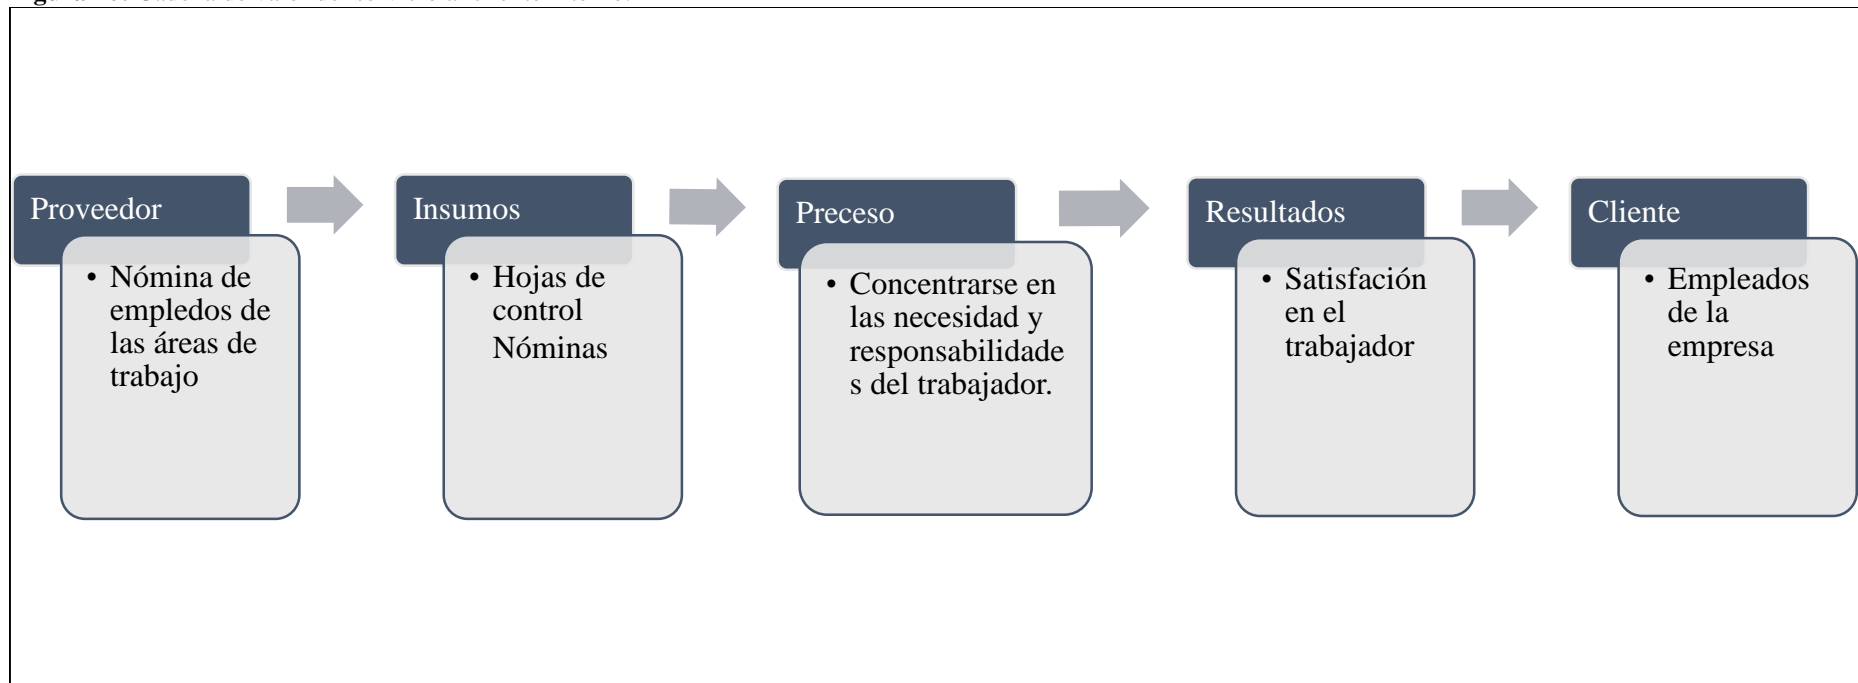 Proveedor
• Nómina de
empledos de
las áreas de
trabajo
Insumos
• Hojas de
control
Nóminas
Preceso
• Concentrarse en
las necesidad y
responsabilidade
s del trabajador.
Resultados
• Satisfación
en el
trabajador
Cliente
• Empleados
de la
empresa